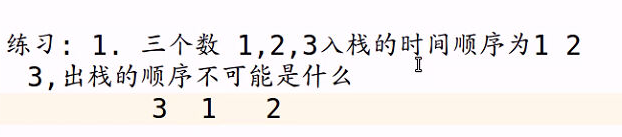 练习: 1. 三个数 1,2,3入栈的时间顺序为1 2
3,出栈的顺序不可能是什么
3 1 2